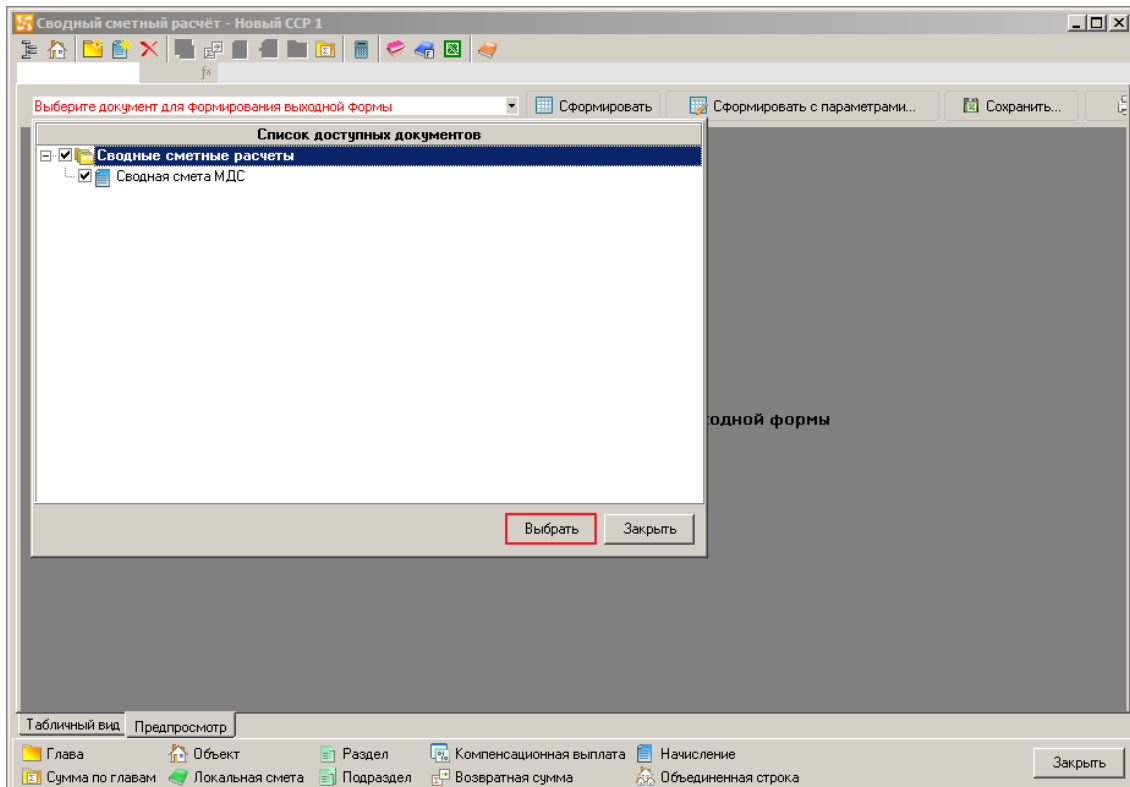 Сводный сметный расчёт - Новый ССР 1
fx
Выберите документ для формирования выходной формы
Сформировать
Сформировать с параметрами...
Сохранить...
Список доступных документов
Сводные сметные расчеты
Сводная смета МДС
ходной формы
Выбрать
Закрыть
Табличный вид
Предпросмотр
Глава
Объект
Раздел
Компенсационная выплата
Начисление
Закрыть
Сумма по главам
Локальная смета
Подраздел
Возвратная сумма
Объединенная строка